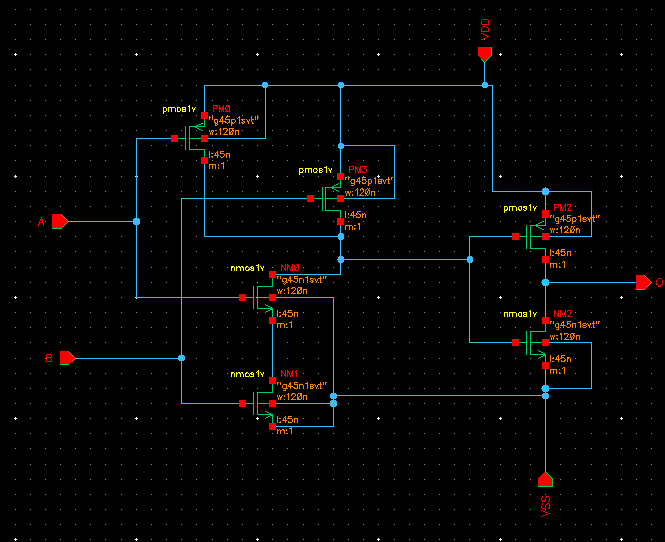 VDD
pmos1v PM0
"g45p1svt"
w:120n
l:45n
m:1
pmos1v PM3
"g45p1svt"
w:120n
l:45n
m:1
A
pmos1v PM2
"g45p1svt"
w:120n
l:45n
m:1
nmos1v NM0
"g45n1svt"
w:120n
l:45n
m:1
O
nmos1v NM2
"g45n1svt"
w:120n
l:45n
m:1
B
nmos1v NM1
"g45n1svt"
w:120n
l:45n
m:1
VSS